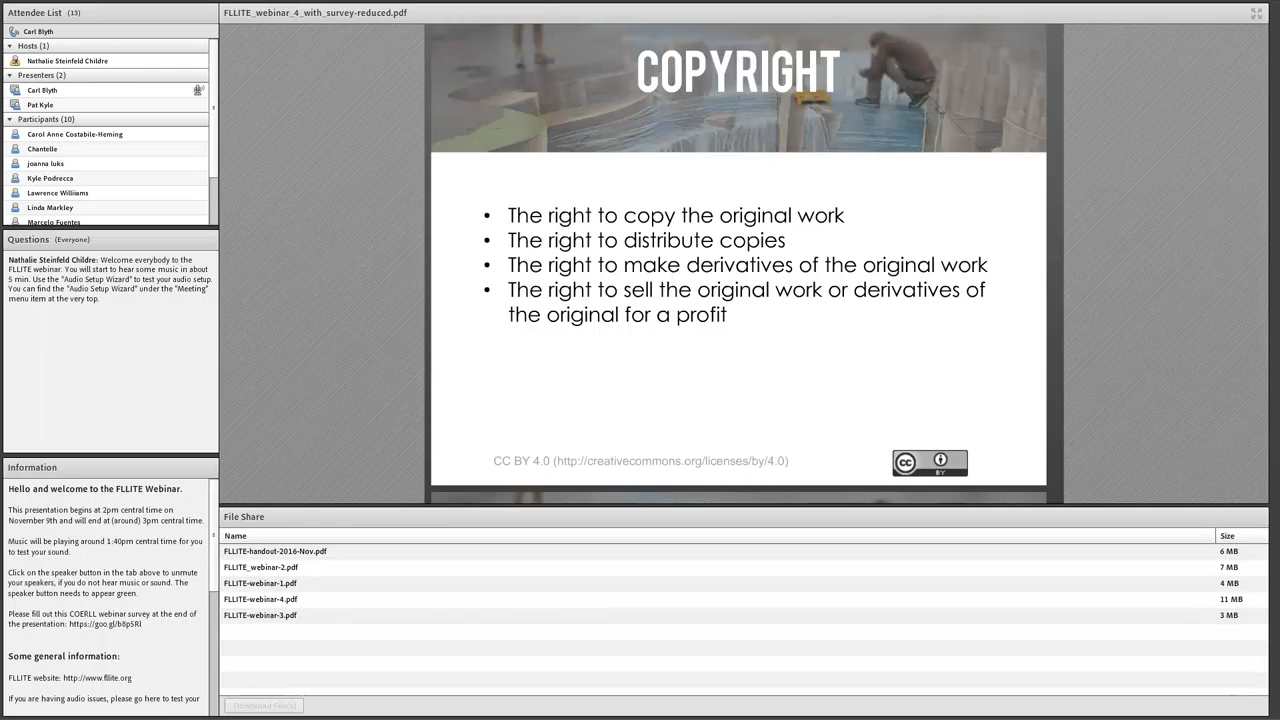 Attendee List (13)
Carl Blyth
Hosts (1)
Nathalie Steinfeld Childre
Presenters (2)
Carl Blyth
Pat Kyle
Participants (10)
Carol Anne Costabile-Heming
Chantelle
joanna luks
Kyle Podrecca
Lawrence Williiams
Linda Markley
Marcelo Fuentes
Questions (Everyone)
Nathalie Steinfeld Childre: Welcome everybody to the
FLLITE webinar. You will start to hear some music in about
5 min. Use the "Audio Setup Wizard" to test your audio setup.
You can find the "Audio Setup Wizard" under the "Meeting"
menu item at the very top.
Information
Hello and welcome to the FLLITE Webinar.
This presentation begins at 2pm central time on
November 9th and will end at (around) 3pm central time.
Music will be playing around 1:40pm central time for you
to test your sound.
Click on the speaker button in the tab above to unmute
your speakers, if you do not hear music or sound. The
speaker button needs to appear green.
Please fill out this COERLL webinar survey at the end of
the presentation: https://goo.gl/b8pSRl
Some general information:
FLLITE website: http://www.fllite.org
If you are having audio issues, please go here to test your
FLLITE_webinar_4_with_survey-reduced.pdf
COPYRIGHT
• The right to copy the original work
• The right to distribute copies
• The right to make derivatives of the original work
• The right to sell the original work or derivatives of
the original for a profit
CC BY 4.0 (http://creativecommons.org/licenses/by/4.0)
cc
BY
File Share
Name Size
FLLITE-handout-2016-Nov.pdf 6 MB
FLLITE_webinar-2.pdf 7 MB
FLLITE-webinar-1.pdf 4 MB
FLLITE-webinar-4.pdf 11 MB
FLLITE-webinar-3.pdf 3 MB
Download File(s)